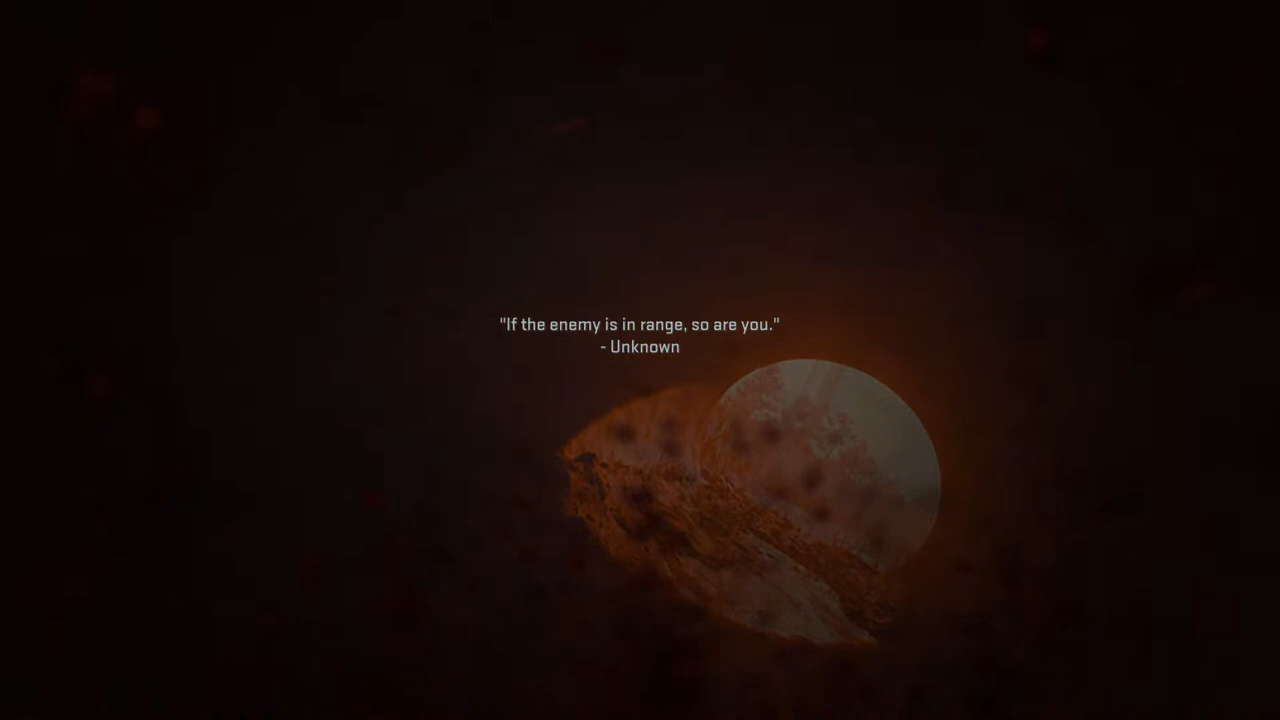 "If the enemy is in range, so are you."
- Unknown